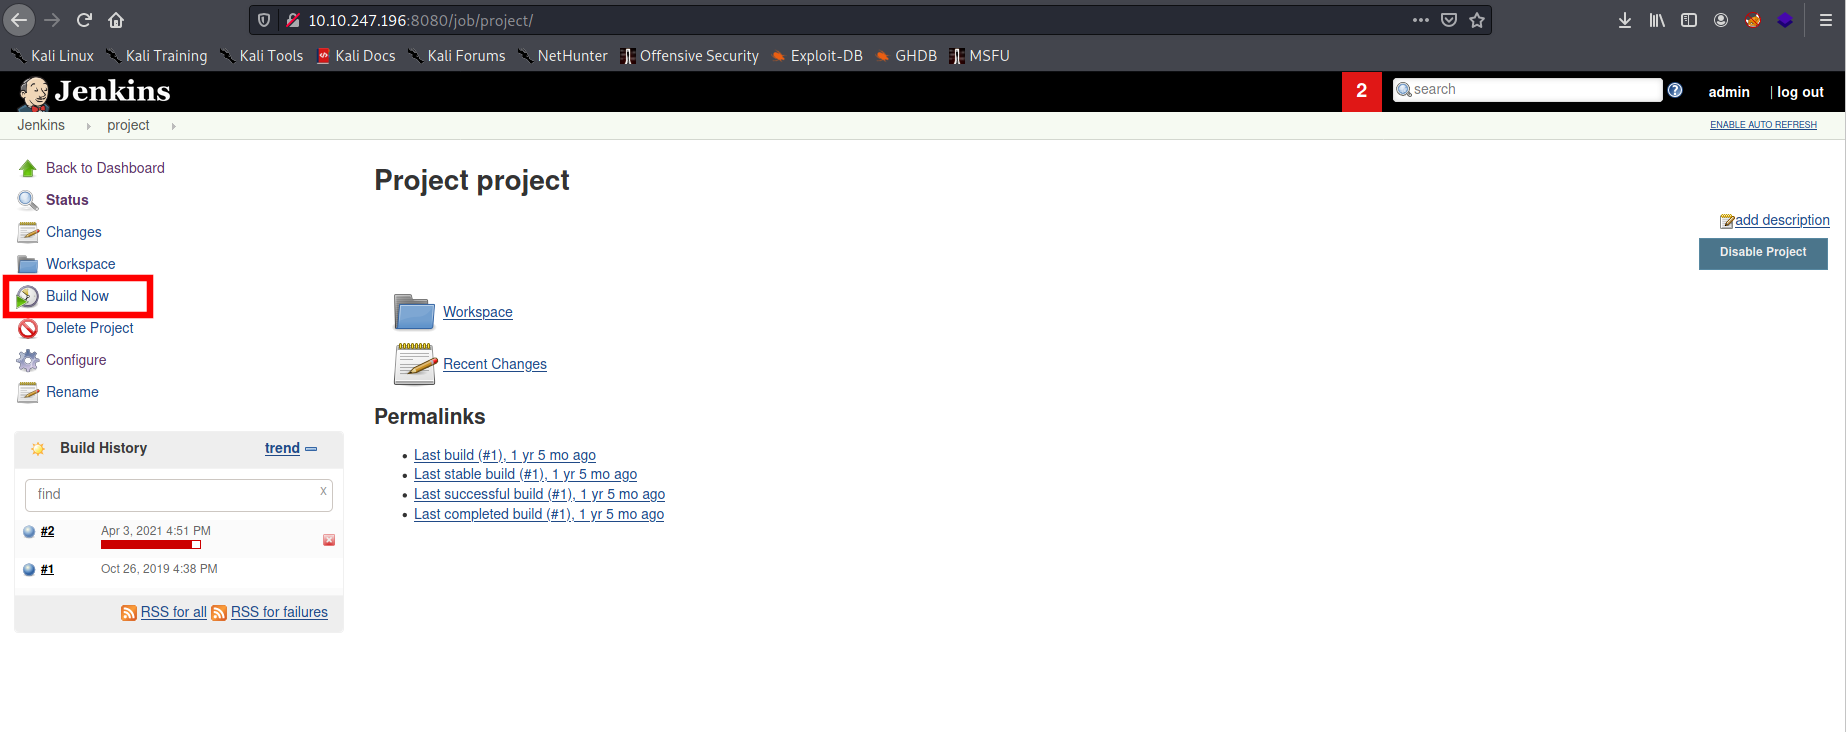 10.10.247.196:8080/job/project/
Kali Linux Kali Training Kali Tools Kali Docs Kali Forums NetHunter Offensive Security Exploit-DB GHDB MSFU
Jenkins 2 search ? admin | log out
Jenkins project ENABLE AUTO REFRESH
Back to Dashboard
Status
Changes
Workspace
Build Now
Delete Project
Configure
Rename
Build History trend
find x
#2 Apr 3, 2021 4:51 PM
#1 Oct 26, 2019 4:38 PM
RSS for all RSS for failures
Project project
add description
Disable Project
Workspace
Recent Changes
Permalinks
• Last build (#1), 1 yr 5 mo ago
• Last stable build (#1), 1 yr 5 mo ago
• Last successful build (#1), 1 yr 5 mo ago
• Last completed build (#1), 1 yr 5 mo ago